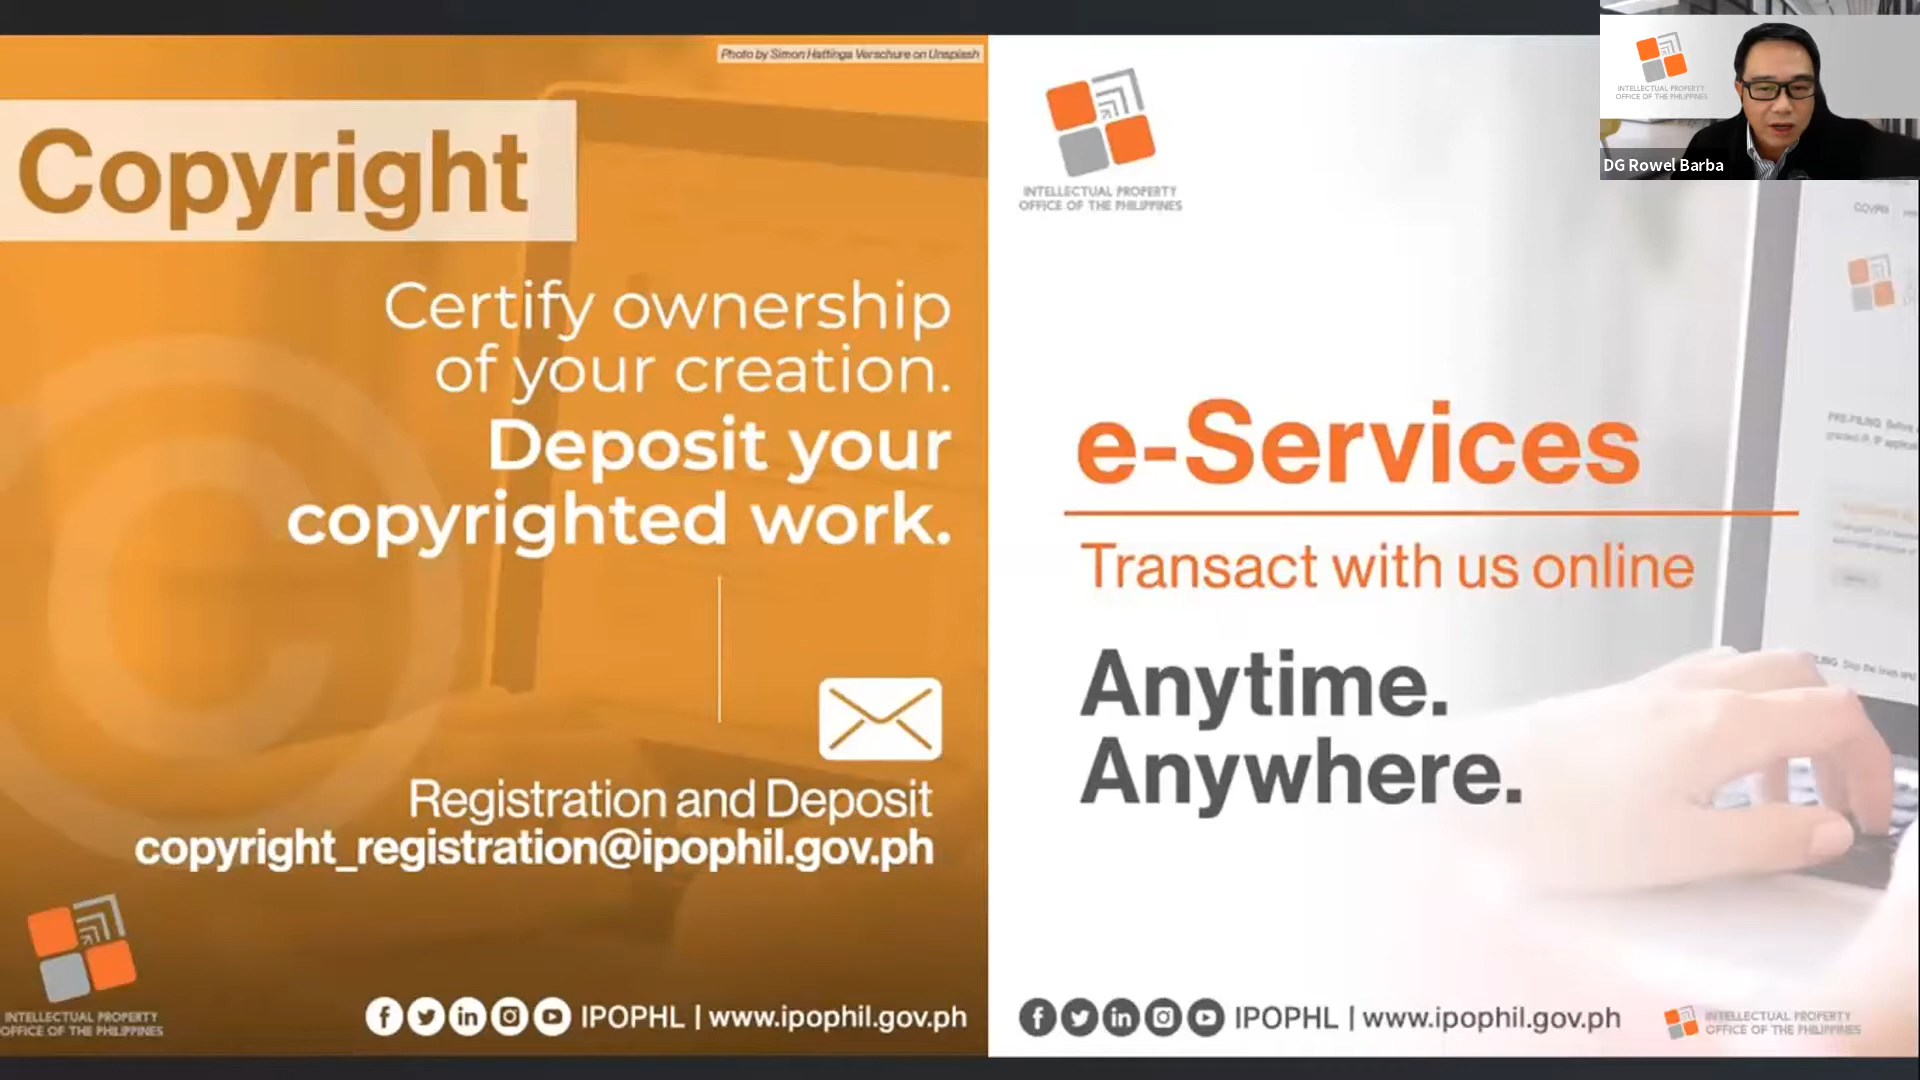 Photo by Simon Hattinga Verschure on Unsplash
Copyright
Certify ownership
of your creation.
Deposit your
copyrighted work.
Registration and Deposit
copyright_registration@ipophil.gov.ph
INTELLECTUAL PROPERTY
OFFICE OF THE PHILIPPINES
IPOPHL | www.ipophil.gov.ph
INTELLECTUAL PROPERTY
OFFICE OF THE PHILIPPINES
e-Services
Transact with us online
Anytime.
Anywhere.
IPOPHL | www.ipophil.gov.ph
INTELLECTUAL PROPERTY
OFFICE OF THE PHILIPPINES
INTELLECTUAL PROPERTY
OFFICE OF THE PHILIPPINES
DG Rowel Barba
GOVPH
PRE-FILING